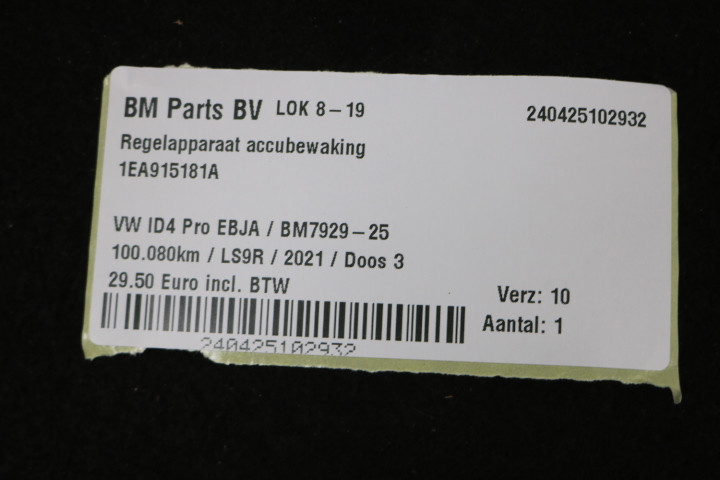 BM Parts BV LOK 8-19 240425102932
Regelapparaat accubewaking
1EA915181A
VW ID4 Pro EBJA / BM7929-25
100.080km / LS9R / 2021 / Doos 3
29.50 Euro incl. BTW
Verz: 10
Aantal: 1
240425102932